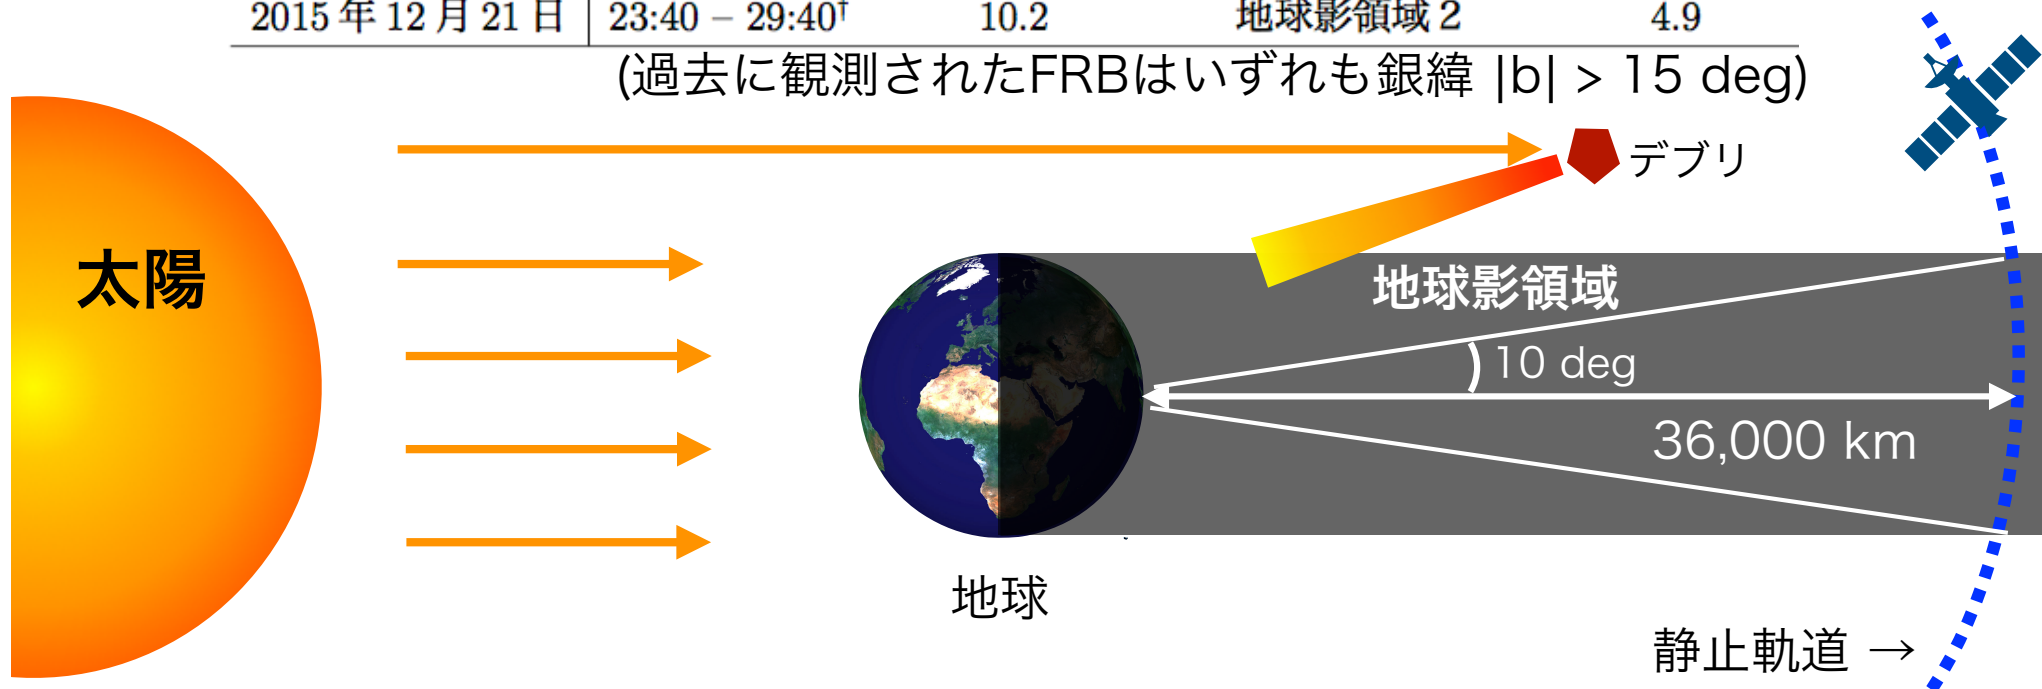 2015 年 12 月 21 日 23:40 – 29:40† 10.2 地球影領域 2 4.9
(過去に観測されたFRBはいずれも銀緯 |b| > 15 deg)
デブリ
太陽
地球影領域
10 deg
36,000 km
地球
静止軌道 →